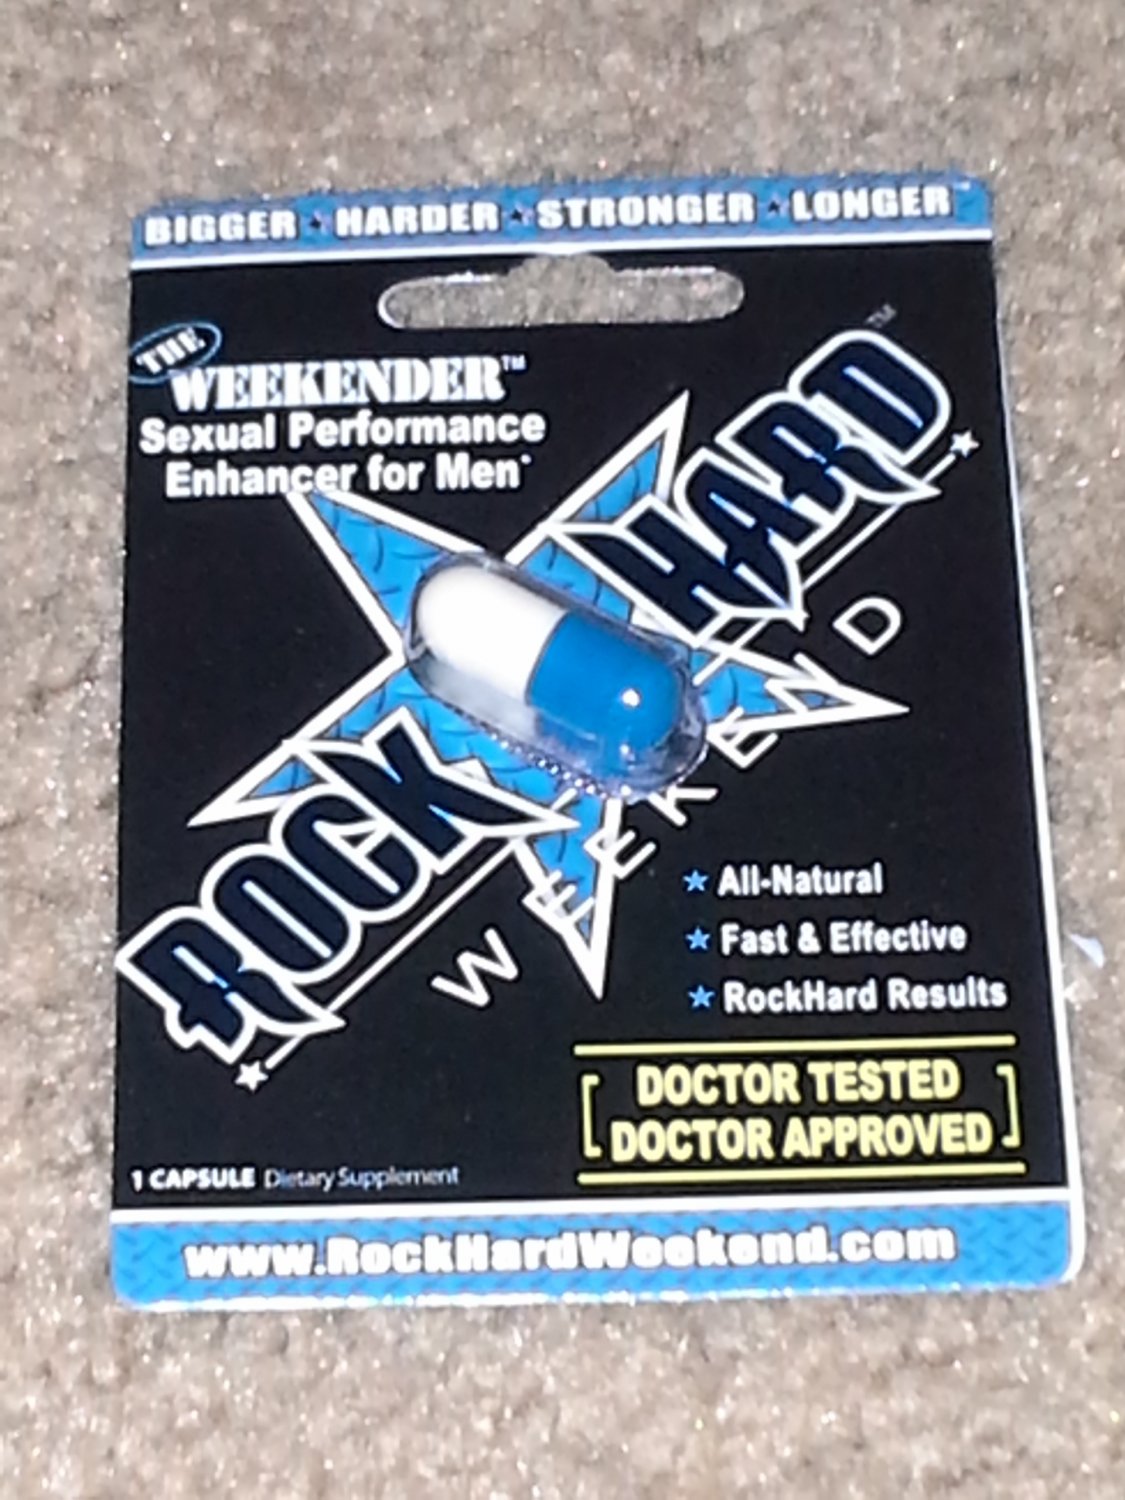 BIGGER ★ HARDER ★ STRONGER ★ LONGER
THE
WEEKENDER™
Sexual Performance
Enhancer for Men*
ROCK HARD™
WEEKEND
★ All-Natural
★ Fast & Effective
★ RockHard Results
DOCTOR TESTED
DOCTOR APPROVED
1 CAPSULE Dietary Supplement
www.RockHardWeekend.com